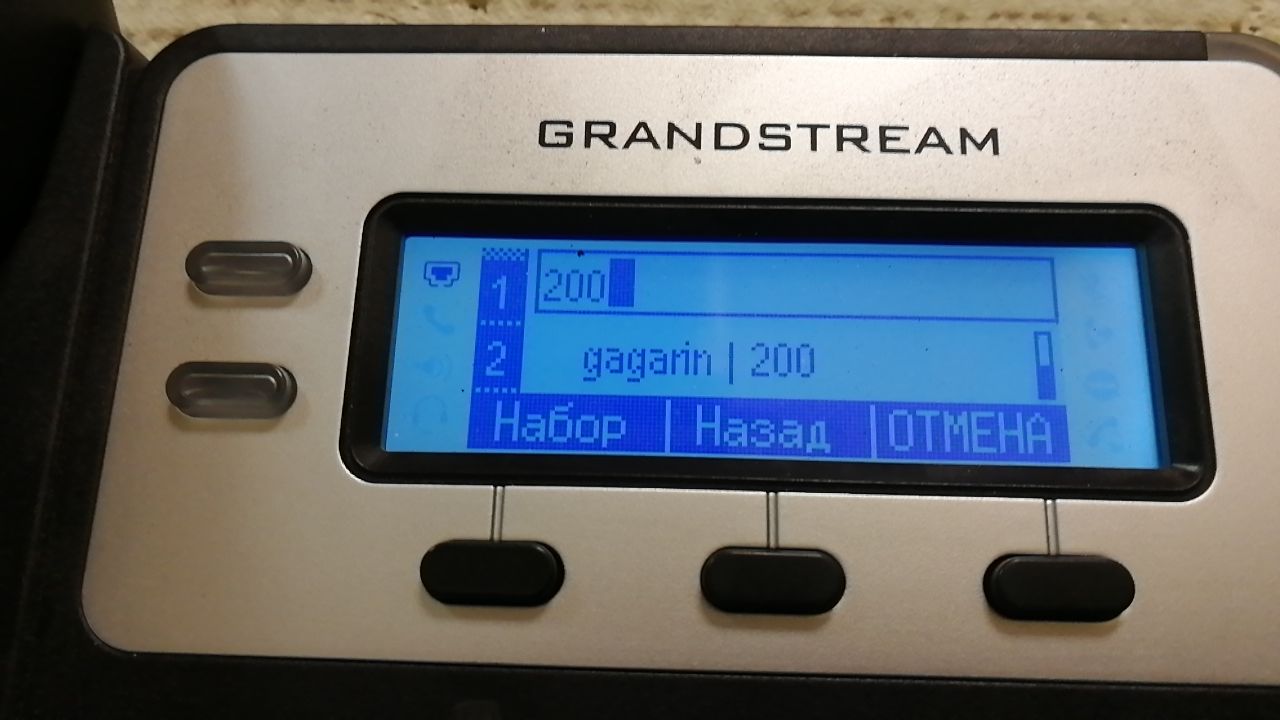 GRANDSTREAM
1 200
2 gagarin | 200
Набор | Назад | ОТМЕНА